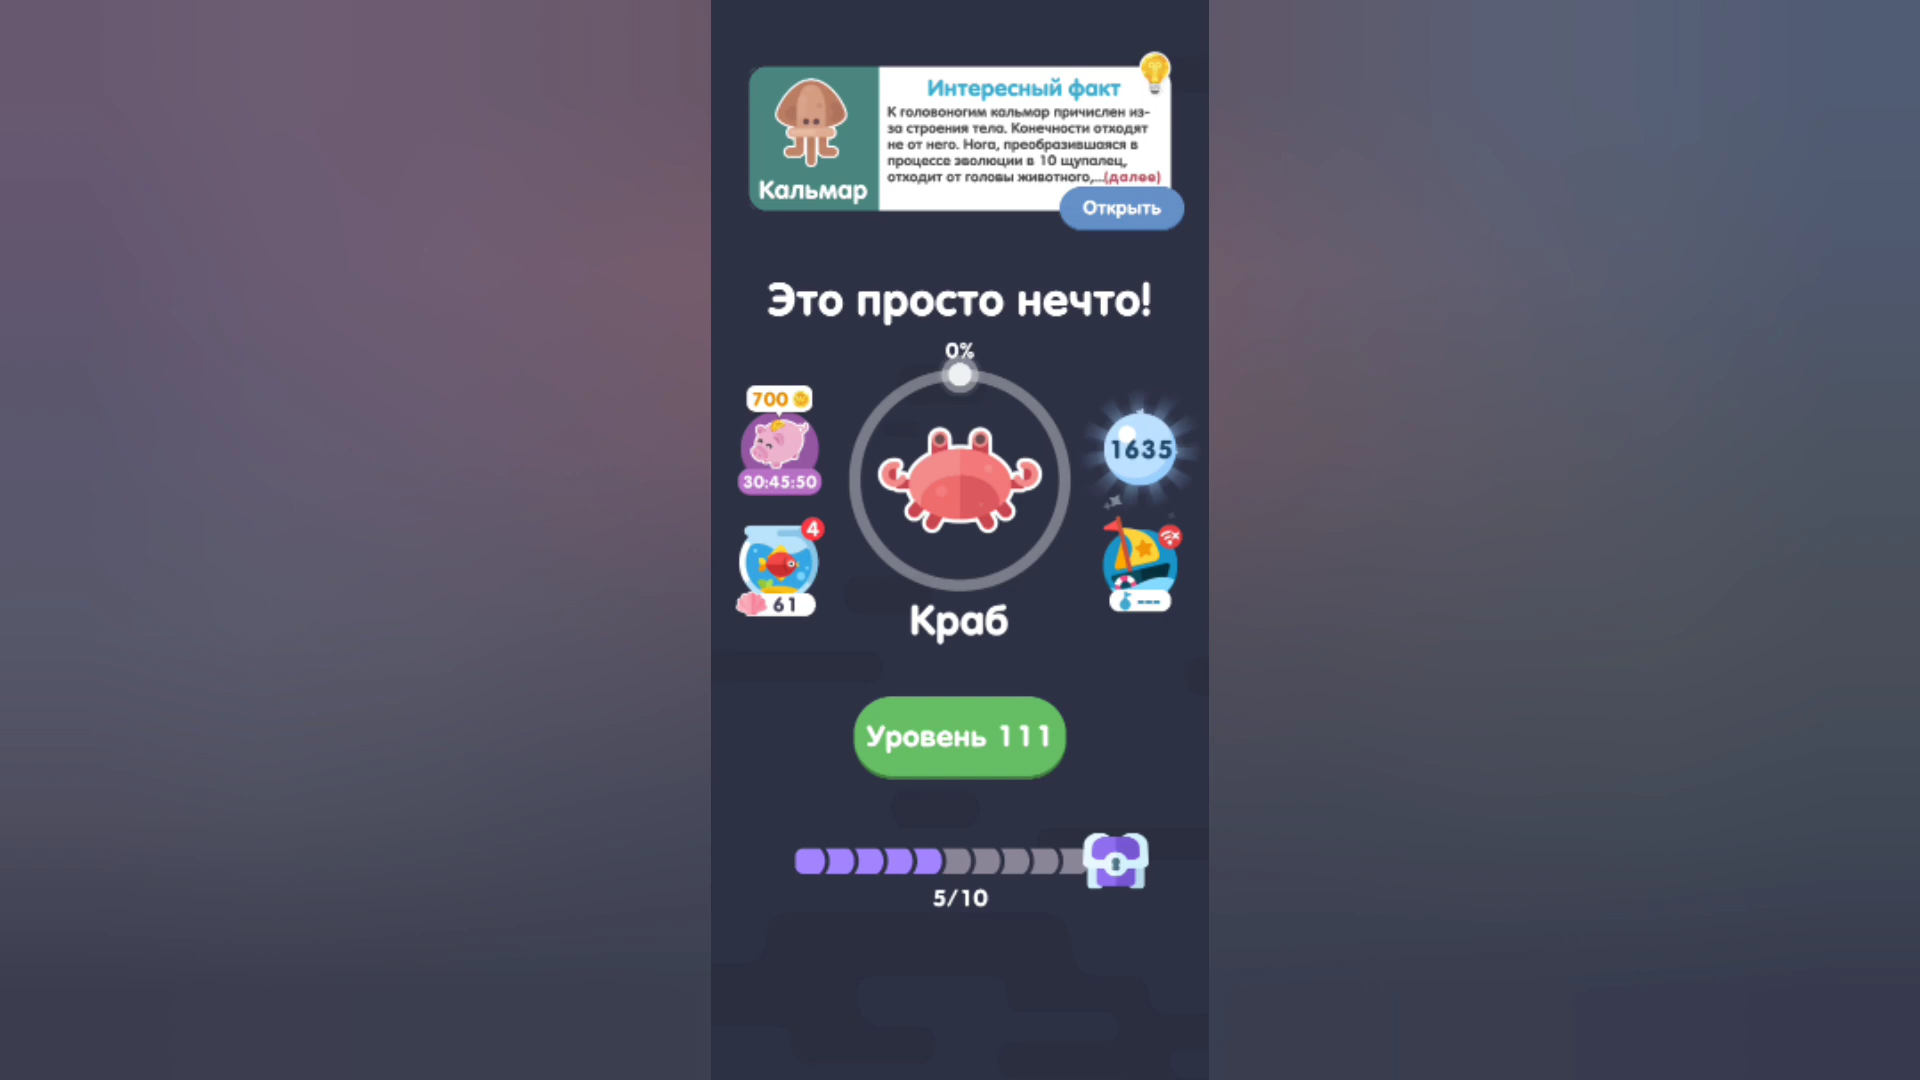 Интересный факт
К головоногим кальмар причислен из-
за строения тела. Конечности отходят
не от него. Нога, преобразившаяся в
процессе эволюции в 10 щупалец,
отходит от головы животного,...(далее)
Кальмар
Открыть
Это просто нечто!
0%
700
30:45:50
1635
4
61
---
Краб
Уровень 111
5/10